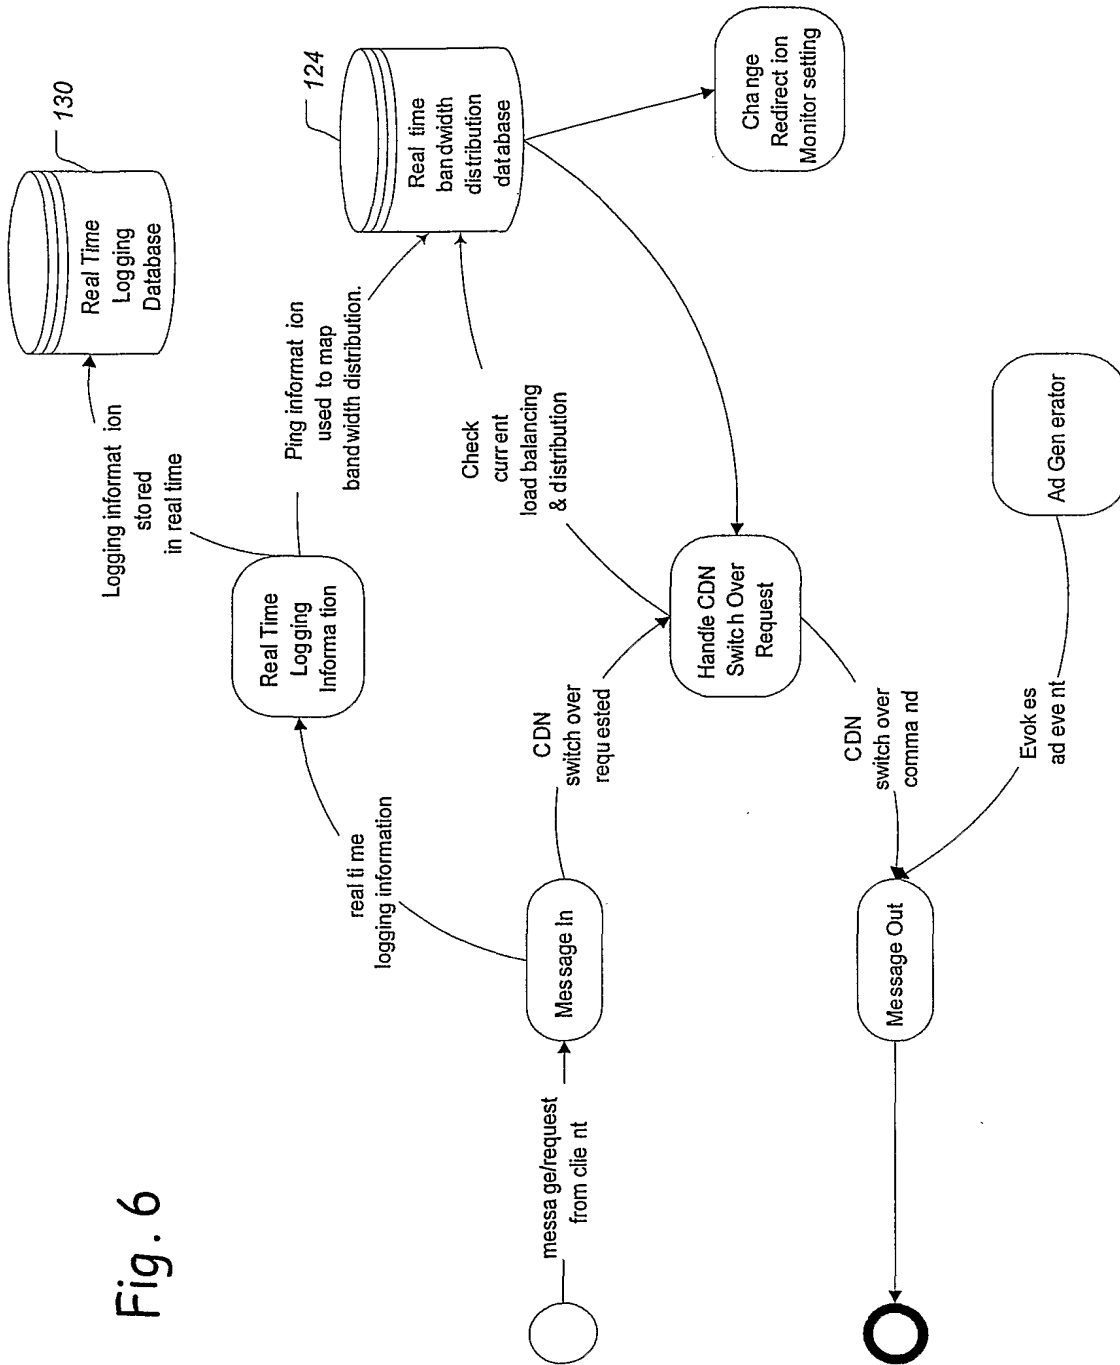 Fig. 6
130
Real Time
Logging
Database
124
Real time
bandwidth
distribution
database
Logging information
stored
in real time
Ping information
used to map
bandwidth distribution.
Change
Redirection
Monitor setting
Real Time
Logging
Information
Check
current
load balancing
& distribution
real time
logging information
CDN
switch over
requested
Handle CDN
Switch Over
Request
Ad Generator
message/request
from client
Message In
CDN
switch over
command
Evokes
ad event
Message Out